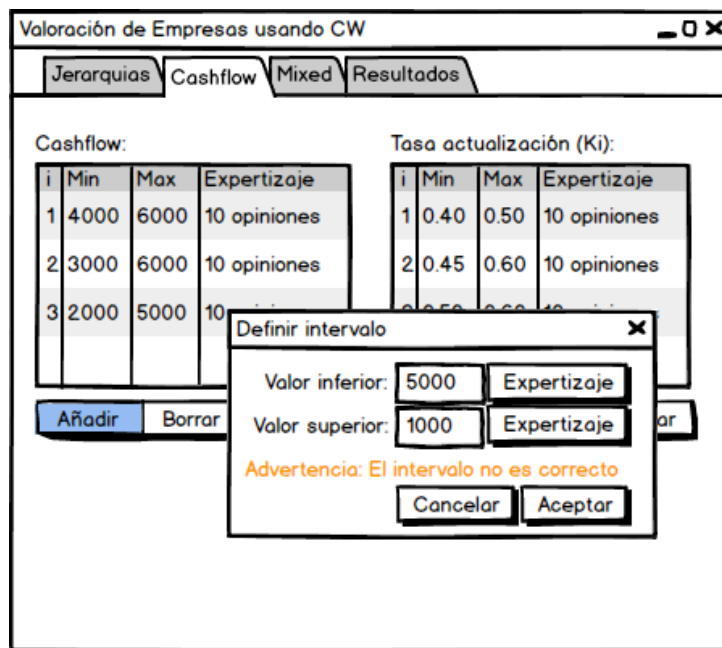 Valoración de Empresas usando CW
Jerarquias Cashflow Mixed Resultados
Cashflow:
i Min Max Expertizaje
1 4000 6000 10 opiniones
2 3000 6000 10 opiniones
3 2000 5000 10
Tasa actualización (Ki):
i Min Max Expertizaje
1 0.40 0.50 10 opiniones
2 0.45 0.60 10 opiniones
Añadir Borrar
ar
Definir intervalo
Valor inferior: 5000 Expertizaje
Valor superior: 1000 Expertizaje
Advertencia: El intervalo no es correcto
Cancelar Aceptar